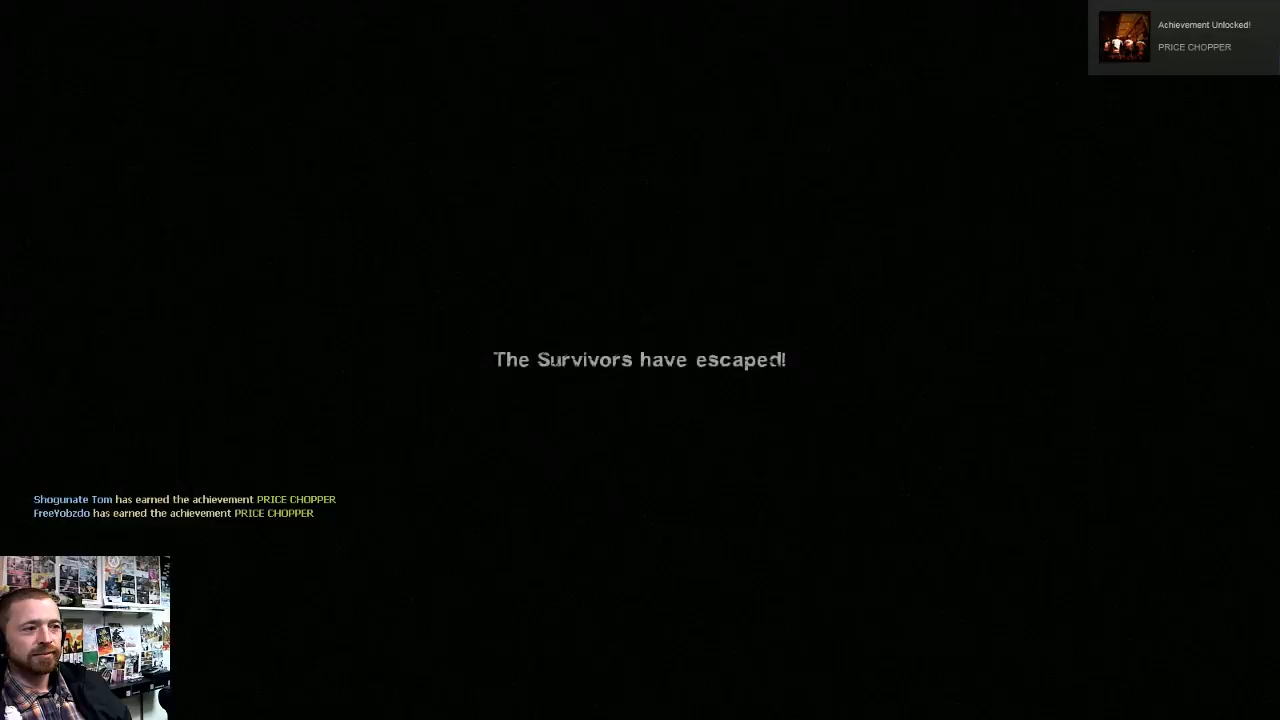 Achievement Unlocked!
PRICE CHOPPER
The Survivors have escaped!
Shogunate Tom has earned the achievement PRICE CHOPPER
FreeYobzdo has earned the achievement PRICE CHOPPER